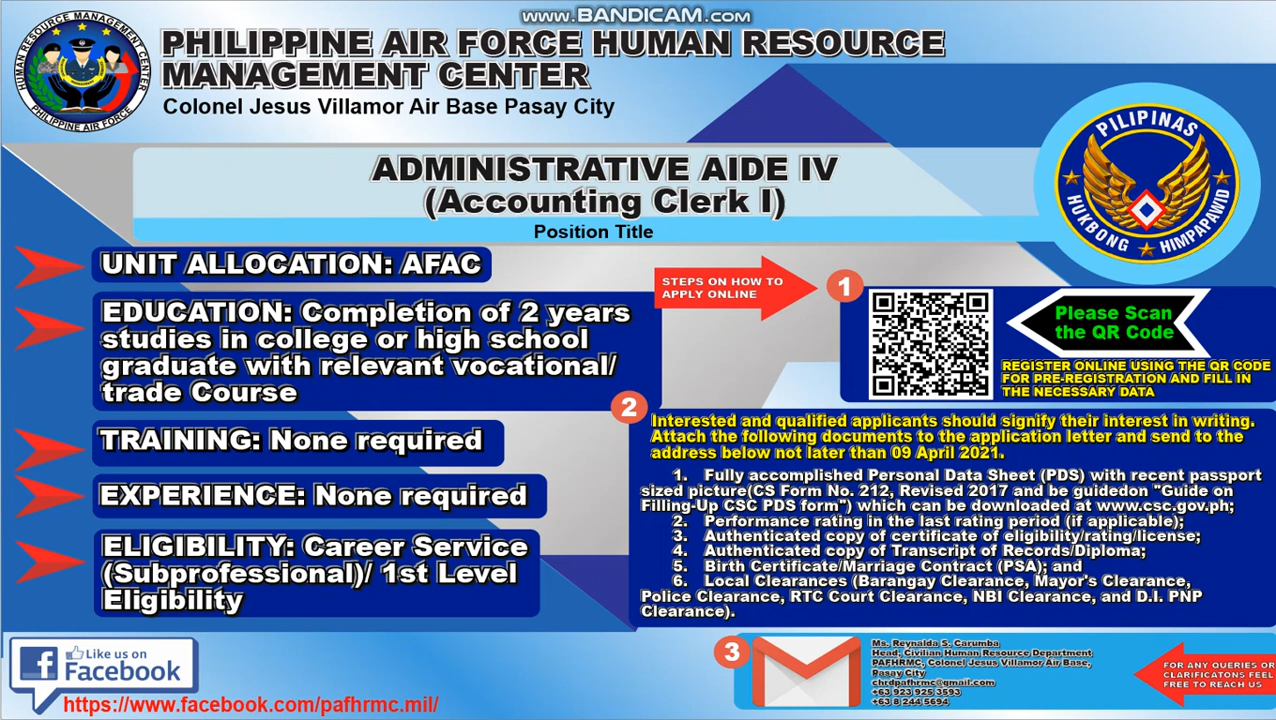 WWW.BANDICAM.COM
HUMAN RESOURCE MANAGEMENT CENTER
PHILIPPINE AIR FORCE
PHILIPPINE AIR FORCE HUMAN RESOURCE
MANAGEMENT CENTER
Colonel Jesus Villamor Air Base Pasay City
PILIPINAS
HUKBONG HIMPAPAWID
ADMINISTRATIVE AIDE IV
(Accounting Clerk I)
Position Title
UNIT ALLOCATION: AFAC
EDUCATION: Completion of 2 years
studies in college or high school
graduate with relevant vocational/
trade Course
TRAINING: None required
EXPERIENCE: None required
ELIGIBILITY: Career Service
(Subprofessional)/ 1st Level
Eligibility
STEPS ON HOW TO
APPLY ONLINE
1
Please Scan
the QR Code
REGISTER ONLINE USING THE QR CODE
FOR PRE-REGISTRATION AND FILL IN
THE NECESSARY DATA
2
Interested and qualified applicants should signify their interest in writing.
Attach the following documents to the application letter and send to the
address below not later than 09 April 2021.
1. Fully accomplished Personal Data Sheet (PDS) with recent passport
sized picture(CS Form No. 212, Revised 2017 and be guidedon "Guide on
Filling-Up CSC PDS form") which can be downloaded at www.csc.gov.ph;
2. Performance rating in the last rating period (if applicable);
3. Authenticated copy of certificate of eligibility/rating/license;
4. Authenticated copy of Transcript of Records/Diploma;
5. Birth Certificate/Marriage Contract (PSA); and
6. Local Clearances (Barangay Clearance, Mayor's Clearance,
Police Clearance, RTC Court Clearance, NBI Clearance, and D.I. PNP
Clearance).
3
Ms. Reynalda S. Carumba
Head, Civilian Human Resource Department
PAFHRMC, Colonel Jesus Villamor Air Base,
Pasay City
chrdpafhrmc@gmail.com
+63 923 925 3593
+63 8 244 5694
FOR ANY QUERIES OR
CLARIFICATONS FEEL
FREE TO REACH US
Like us on
Facebook
https://www.facebook.com/pafhrmc.mil/